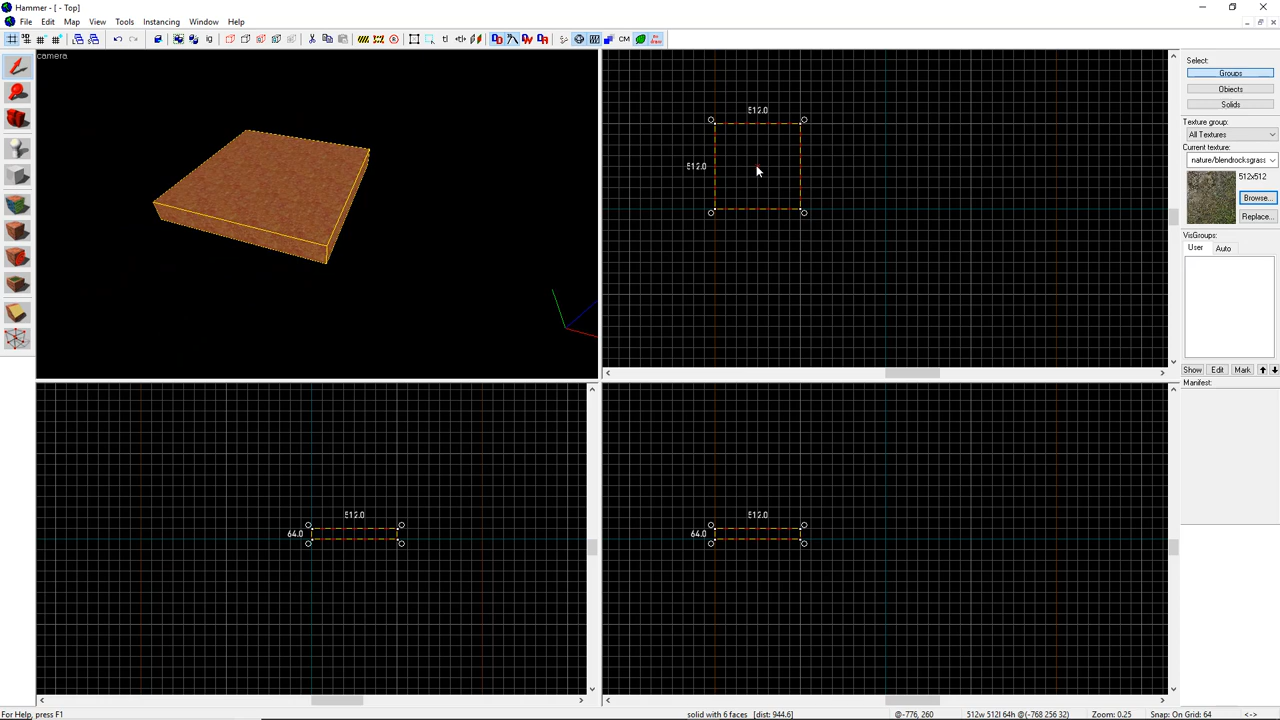 Hammer - [ - Top]
File Edit Map View Tools Instancing Window Help
CM
camera
512.0
512.0
512.0
64.0
512.0
64.0
Select:
Groups
Objects
Solids
Texture group:
All Textures
Current texture:
nature/blendrocksgrass
512x512
Browse...
Replace...
VisGroups:
User Auto
Show Edit Mark
Manifest:
For Help, press F1
solid with 6 faces [dist: 944.6]
@-776, 260
512w 512l 64h @(-768 256 32)
Zoom: 0.25
Snap: On Grid: 64
<->